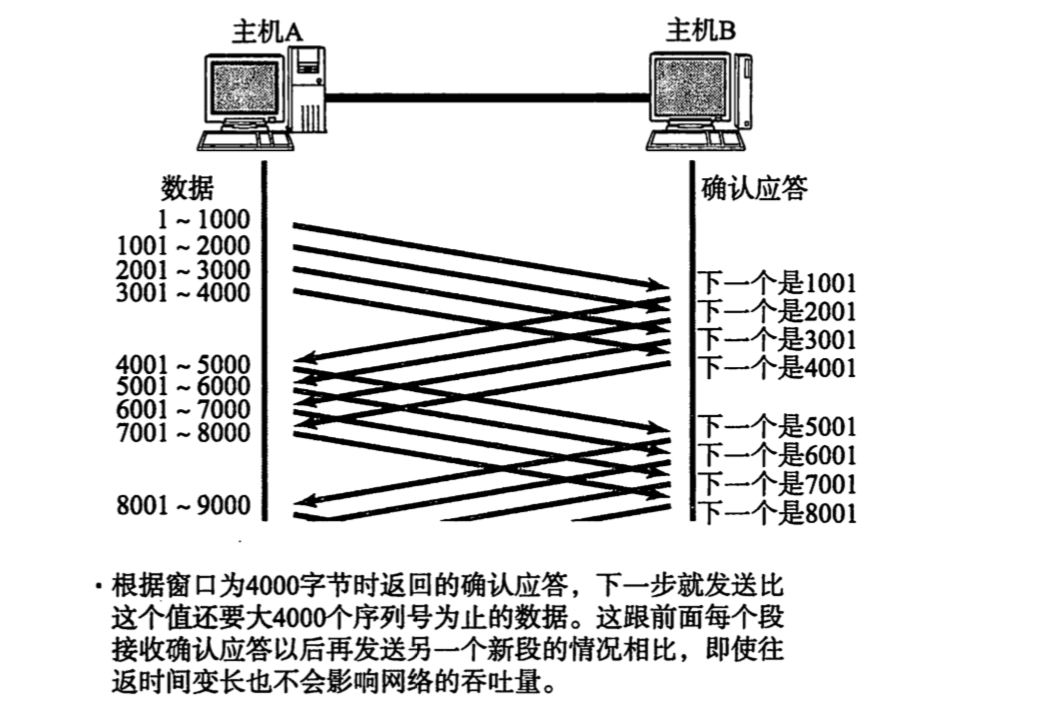 主机A
主机B
数据
确认应答
1～1000
1001～2000
2001～3000
3001～4000
下一个是1001
下一个是2001
下一个是3001
下一个是4001
4001～5000
5001～6000
6001～7000
7001～8000
下一个是5001
下一个是6001
下一个是7001
下一个是8001
8001～9000
·根据窗口为4000字节时返回的确认应答，下一步就发送比
这个值还要大4000个序列号为止的数据。这跟前面每个段
接收确认应答以后再发送另一个新段的情况相比，即使往
返时间变长也不会影响网络的吞吐量。